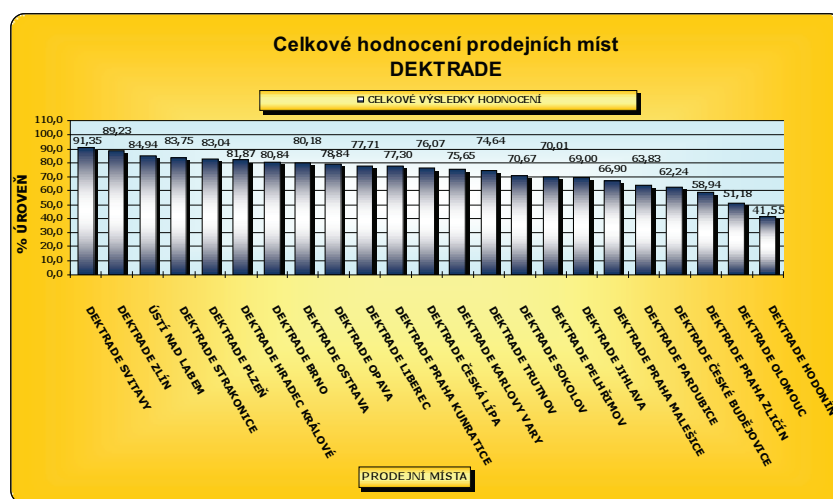 Celkové hodnocení prodejních míst
DEKTRADE
CELKOVÉ VÝSLEDKY HODNOCENÍ
% ÚROVEŇ
110,0
100,0
90,0
80,0
70,0
60,0
50,0
40,0
30,0
20,0
10,0
0,0
91,35
89,23
84,94
83,75
83,04
81,87
80,84
80,18
78,84
77,71
77,30
76,07
75,65
74,64
70,67
70,01
69,00
66,90
63,83
62,24
58,94
51,18
41,55
DEKTRADE SVITAVY
DEKTRADE ZLÍN
ÚSTÍ NAD LABEM
DEKTRADE STRAKONICE
DEKTRADE PLZEŇ
DEKTRADE HRADEC KRÁLOVÉ
DEKTRADE BRNO
DEKTRADE OSTRAVA
DEKTRADE OPAVA
DEKTRADE LIBEREC
DEKTRADE PRAHA KUNRATICE
DEKTRADE ČESKÁ LÍPA
DEKTRADE KARLOVY VARY
DEKTRADE TRUTNOV
DEKTRADE SOKOLOV
DEKTRADE PELHŘIMOV
DEKTRADE JIHLAVA
DEKTRADE PRAHA MALEŠICE
DEKTRADE PARDUBICE
DEKTRADE ČESKÉ BUDĚJOVICE
DEKTRADE PRAHA ZLIČÍN
DEKTRADE OLOMOUC
DEKTRADE HODONÍN
PRODEJNÍ MÍSTA